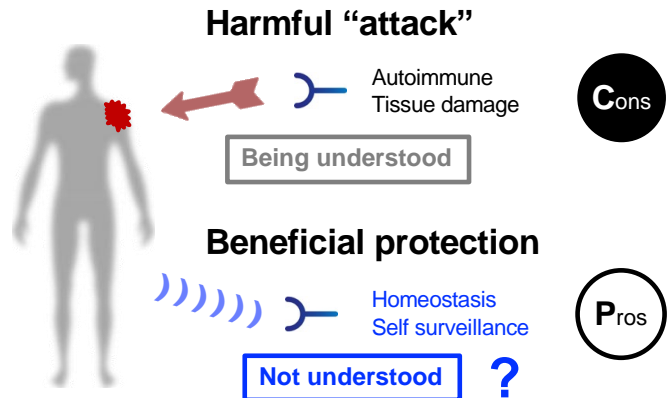 Harmful “attack”
Autoimmune
Tissue damage
Cons
Being understood
Beneficial protection
Homeostasis
Self surveillance
Pros
Not understood ?